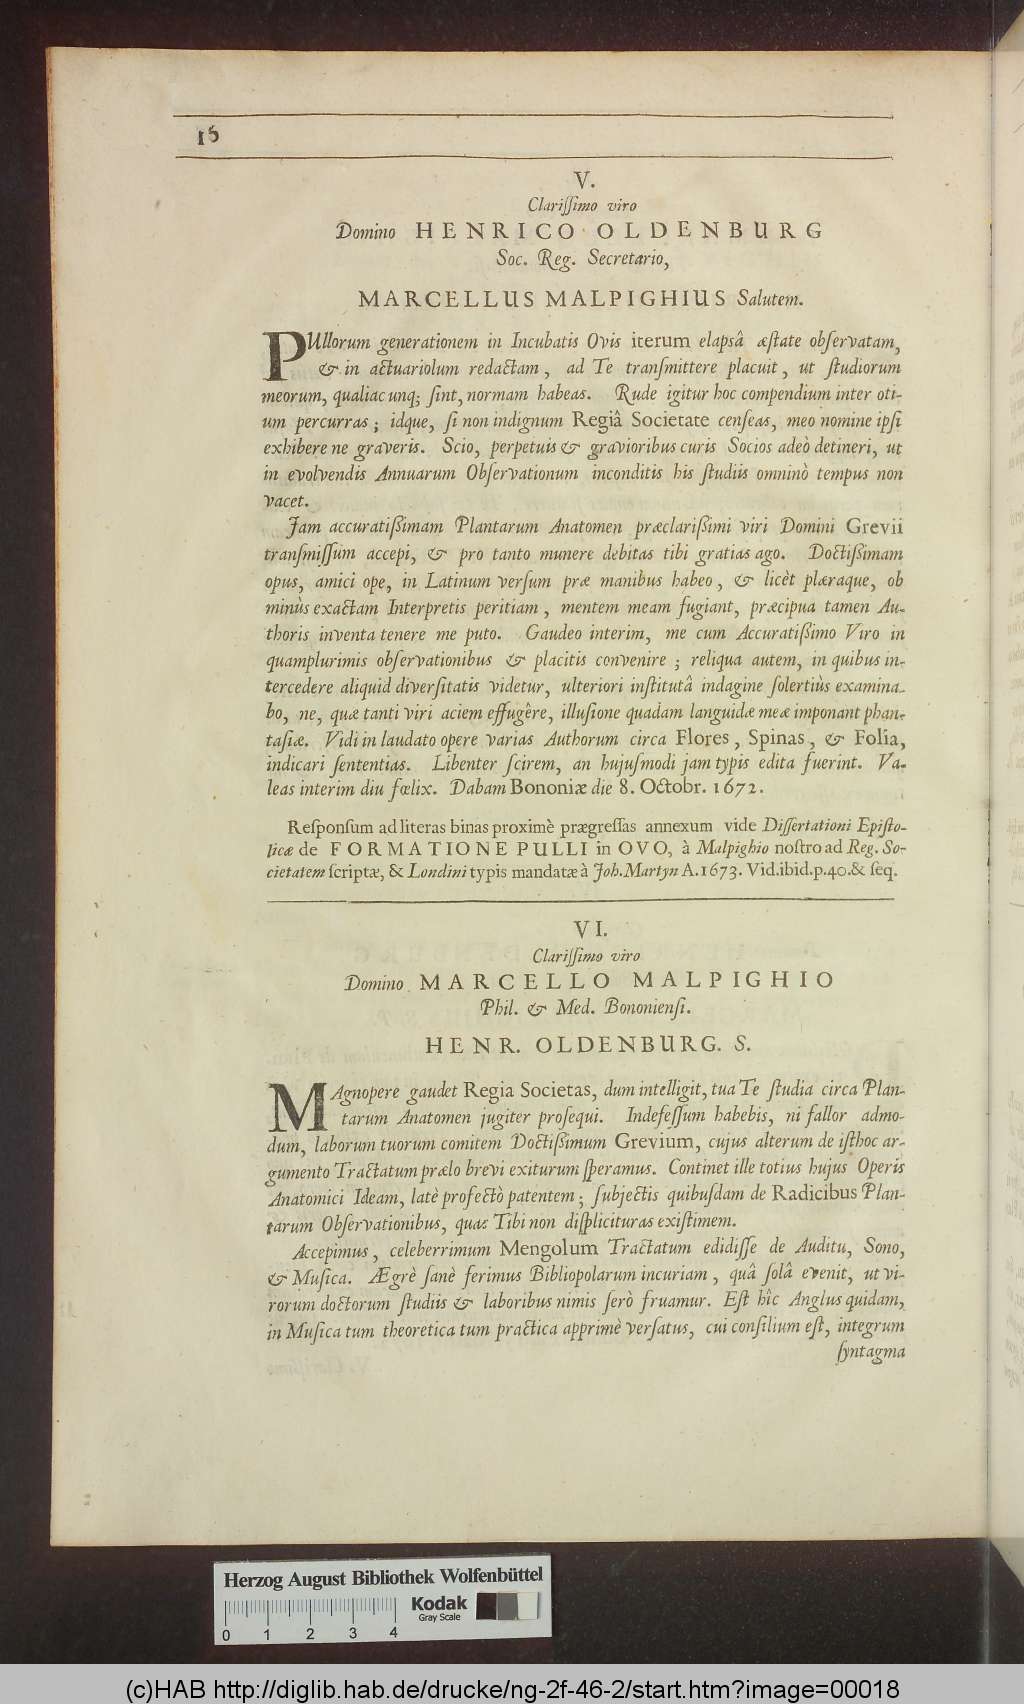 15
V.
Clariſſimo viro
Domino HENRICO OLDENBURG
Soc. Reg. Secretario,
MARCELLUS MALPIGHIUS Salutem.
PUllorum generationem in Incubatis Ovis iterum elapsâ æſtate obſervatam,
& in actuariolum redactam, ad Te tranſmittere placuit, ut ſtudiorum
meorum, qualiacunq; ſint, normam habeas. Rude igitur hoc compendium inter oti-
um percurras; idque, ſi non indignum Regiâ Societate cenſeas, meo nomine ipſi
exhibere ne graveris. Scio, perpetuis & gravioribus curis Socios adeò detineri, ut
in evolvendis Annuarum Obſervationum inconditis his ſtudiis omninò tempus non
vacet.
Jam accuratißimam Plantarum Anatomen præclarißimi viri Domini Grevii
tranſmiſſum accepi, & pro tanto munere debitas tibi gratias ago. Doctißimam
opus, amici ope, in Latinum verſum præ manibus habeo, & licèt plæraque, ob
minùs exactam Interpretis peritiam, mentem meam fugiant, præcipua tamen Au-
thoris inventa tenere me puto. Gaudeo interim, me cum Accuratißimo Viro in
quamplurimis obſervationibus & placitis convenire; reliqua autem, in quibus in-
tercedere aliquid diverſitatis videtur, ulteriori inſtitutâ indagine ſolertiùs examina-
bo, ne, quæ tanti viri aciem effugêre, illuſione quadam languidæ meæ imponant phan-
taſiæ. Vidi in laudato opere varias Authorum circa Flores, Spinas, & Folia,
indicari ſententias. Libenter ſcirem, an hujuſmodi jam typis edita fuerint. Va-
leas interim diu fœlix. Dabam Bononiæ die 8. Octobr. 1672.
Reſponſum ad literas binas proximè prægreſſas annexum vide Diſſertationi Epiſto-
licæ de FORMATIONE PULLI in OVO, à Malpighio noſtro ad Reg. So-
cietatem ſcriptæ, & Londini typis mandatæ à Joh. Martyn A. 1673. Vid. ibid. p. 40. & ſeq.
VI.
Clariſſimo viro
Domino MARCELLO MALPIGHIO
Phil. & Med. Bononienſi.
HENR. OLDENBURG. S.
MAgnopere gaudet Regia Societas, dum intelligit, tua Te ſtudia circa Plan-
tarum Anatomen jugiter proſequi. Indefeſſum habebis, ni fallor admo-
dum, laborum tuorum comitem Doctißimum Grevium, cujus alterum de iſthoc ar-
gumento Tractatum prælo brevi exiturum ſperamus. Continet ille totius hujus Operis
Anatomici Ideam, latè profectò patentem; ſubjectis quibuſdam de Radicibus Plan-
tarum Obſervationibus, quas Tibi non diſplicituras exiſtimem.
Accepimus, celeberrimum Mengolum Tractatum edidiſſe de Auditu, Sono,
& Muſica. Ægrè ſanè ferimus Bibliopolarum incuriam, quâ ſolâ evenit, ut vi-
rorum doctorum ſtudiis & laboribus nimis ſerò fruamur. Eſt hîc Anglus quidam,
in Muſica tum theoretica tum practica apprimè verſatus, cui conſilium eſt, integrum
ſyntagma
Herzog August Bibliothek Wolfenbüttel
Kodak
Gray Scale
0 1 2 3 4
(c)HAB http://diglib.hab.de/drucke/ng-2f-46-2/start.htm?image=00018